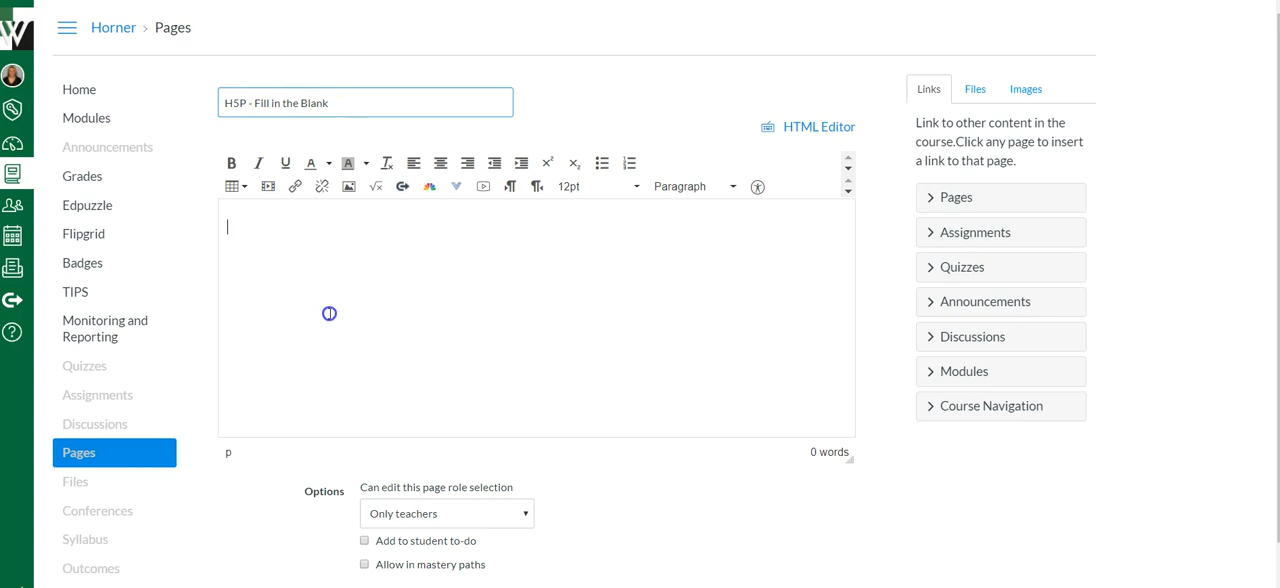 W
Horner › Pages
Home
Modules
Announcements
Grades
Edpuzzle
Flipgrid
Badges
TIPS
Monitoring and
Reporting
Quizzes
Assignments
Discussions
Pages
Files
Conferences
Syllabus
Outcomes
H5P - Fill in the Blank
HTML Editor
B I U A A Tx x² x₂
√x 12pt Paragraph
p
0 words
Options
Can edit this page role selection
Only teachers
Add to student to-do
Allow in mastery paths
Links Files Images
Link to other content in the
course.Click any page to insert
a link to that page.
Pages
Assignments
Quizzes
Announcements
Discussions
Modules
Course Navigation